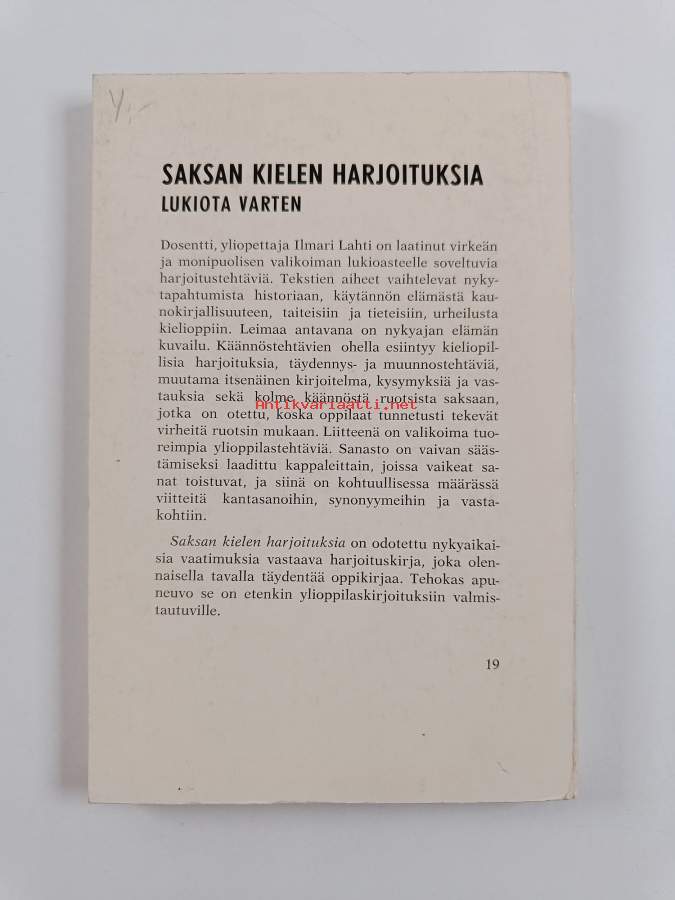 4:-
SAKSAN KIELEN HARJOITUKSIA
LUKIOTA VARTEN
Dosentti, yliopettaja Ilmari Lahti on laatinut virkeän
ja monipuolisen valikoiman lukioasteelle soveltuvia
harjoitustehtäviä. Tekstien aiheet vaihtelevat nyky-
tapahtumista historiaan, käytännön elämästä kau-
nokirjallisuuteen, taiteisiin ja tieteisiin, urheilusta
kielioppiin. Leimaa antavana on nykyajan elämän
kuvailu. Käännöstehtävien ohella esiintyy kieliopil-
lisia harjoituksia, täydennys- ja muunnostehtäviä,
muutama itsenäinen kirjoitelma, kysymyksiä ja vas-
tauksia sekä kolme käännöstä ruotsista saksaan,
Antikvariaatti.net
jotka on otettu, koska oppilaat tunnetusti tekevät
virheitä ruotsin mukaan. Liitteenä on valikoima tuo-
reimpia ylioppilastehtäviä. Sanasto on vaivan sääs-
tämiseksi laadittu kappaleittain, joissa vaikeat sa-
nat toistuvat, ja siinä on kohtuullisessa määrässä
viitteitä kantasanoihin, synonyymeihin ja vasta-
kohtiin.
Saksan kielen harjoituksia on odotettu nykyaikai-
sia vaatimuksia vastaava harjoituskirja, joka olen-
naisella tavalla täydentää oppikirjaa. Tehokas apu-
neuvo se on etenkin ylioppilaskirjoituksiin valmis-
tautuville.
19